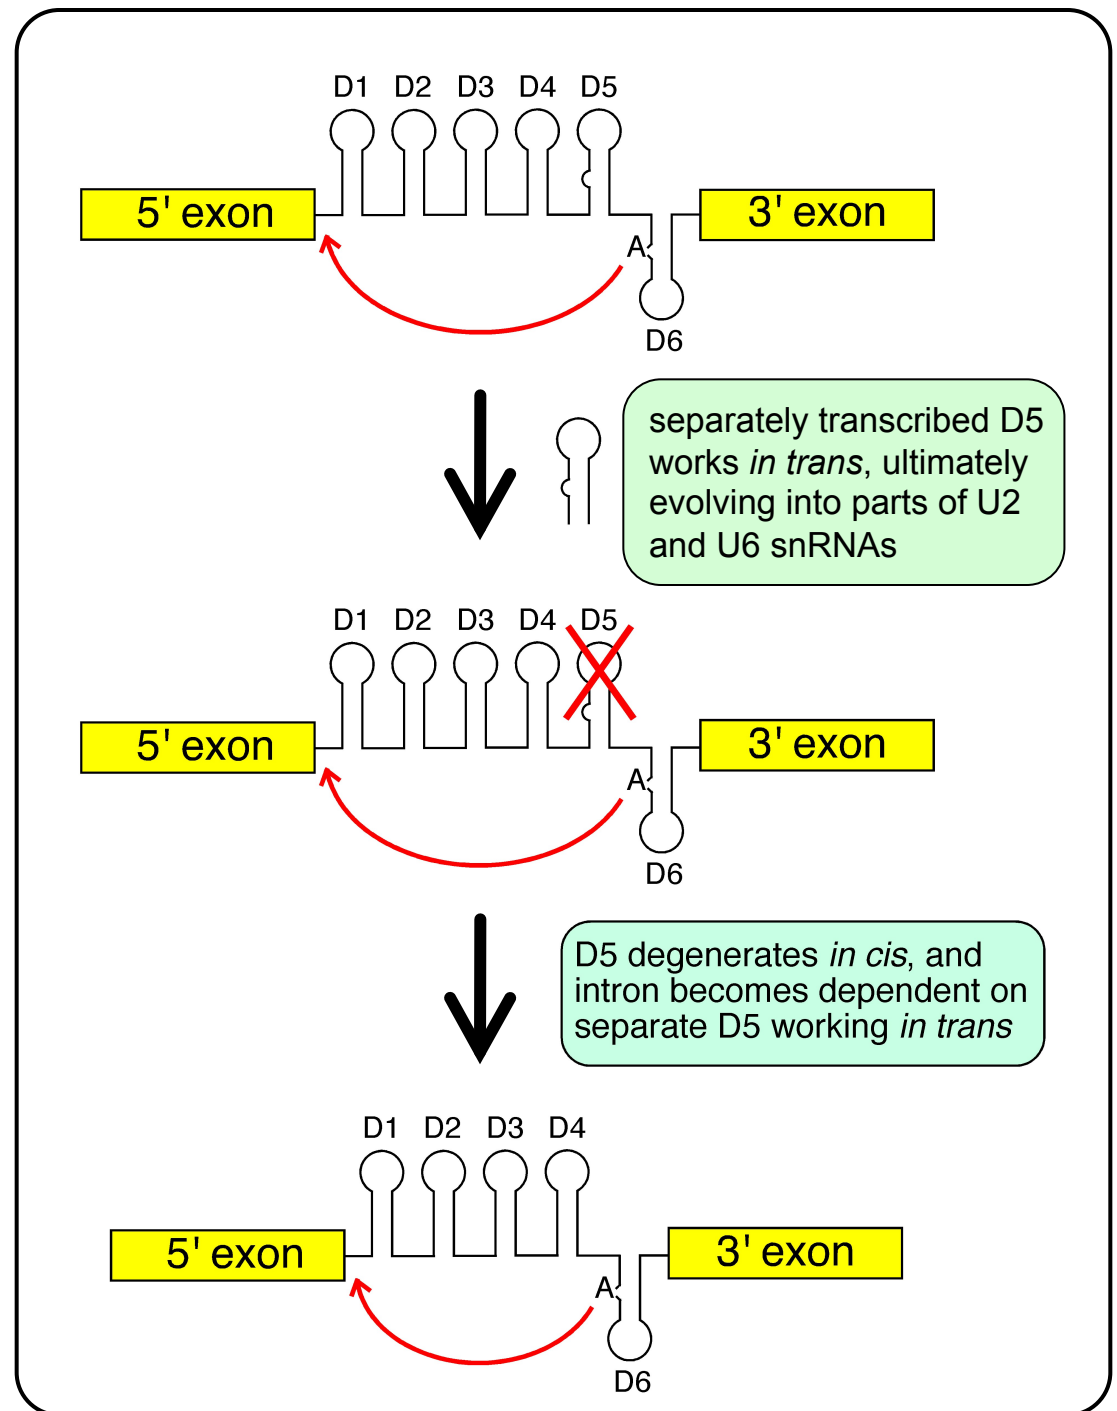 D1 D2 D3 D4 D5
5' exon 3' exon
A
D6
separately transcribed D5
works in trans, ultimately
evolving into parts of U2
and U6 snRNAs
D1 D2 D3 D4 D5
5' exon 3' exon
A
D6
D5 degenerates in cis, and
intron becomes dependent on
separate D5 working in trans
D1 D2 D3 D4
5' exon 3' exon
A
D6